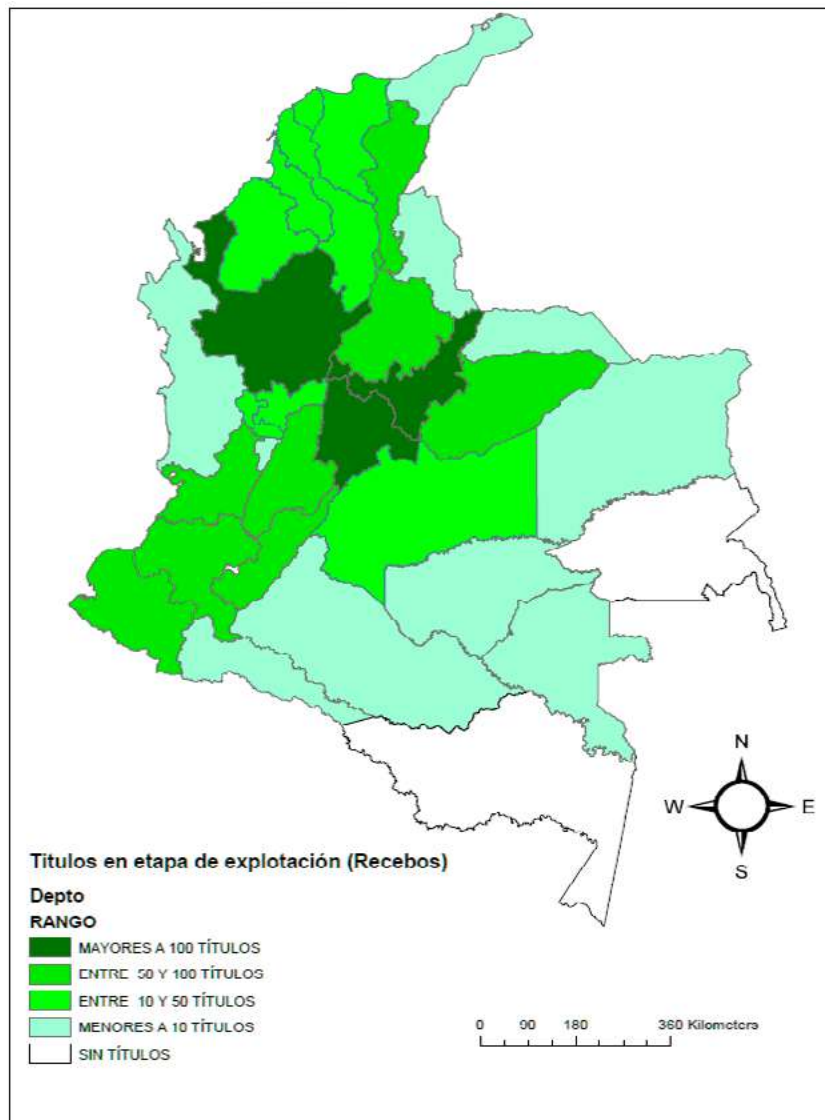 N
W E
S
Titulos en etapa de explotación (Recebos)
Depto
RANGO
MAYORES A 100 TÍTULOS
ENTRE 50 Y 100 TÍTULOS
ENTRE 10 Y 50 TÍTULOS
MENORES A 10 TÍTULOS
SIN TÍTULOS
0 90 180 360 Kilometers